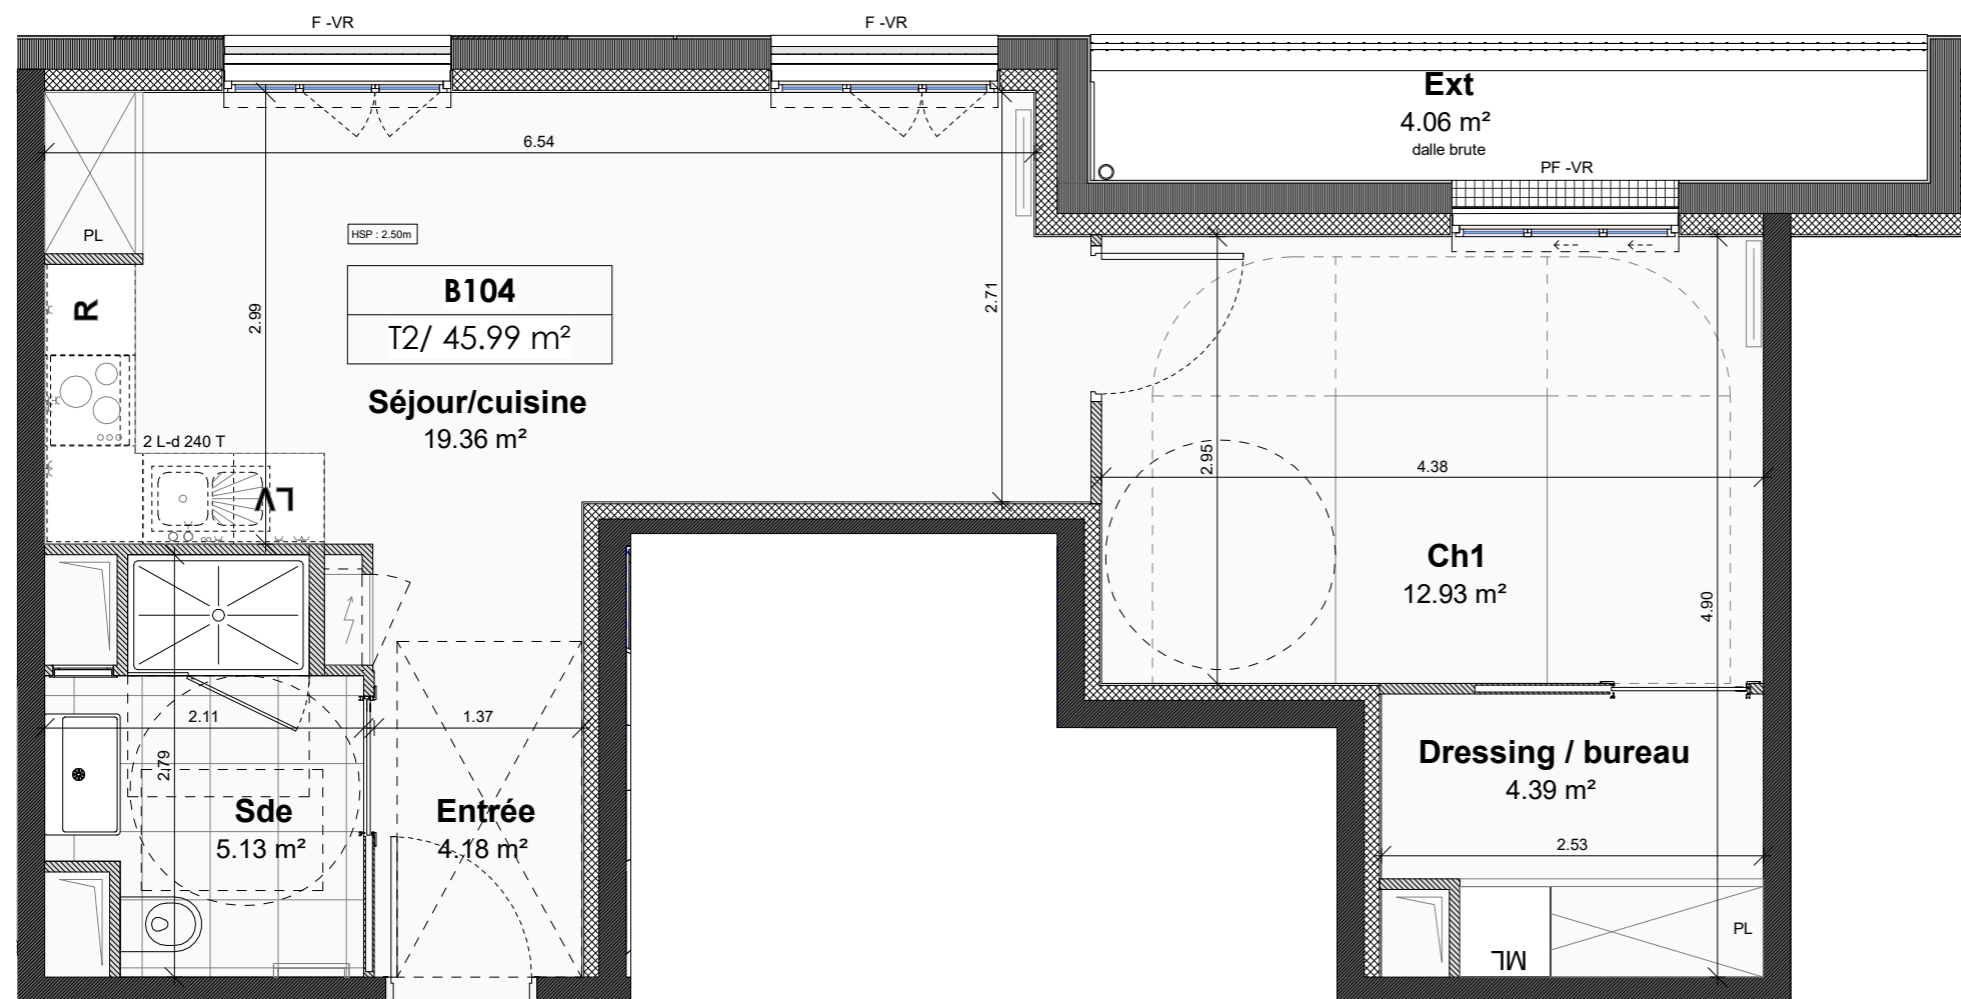 F -VR
F -VR
Ext
4.06 m²
dalle brute
PF -VR
6.54
PL
HSP : 2.50m
B104
T2/ 45.99 m²
R
2.99
2.71
Séjour/cuisine
19.36 m²
2 L-d 240 T
LV
2.95
4.38
Ch1
12.93 m²
4.90
2.11
1.37
2.79
Sde
5.13 m²
Entrée
4.18 m²
Dressing / bureau
4.39 m²
2.53
PL
ML